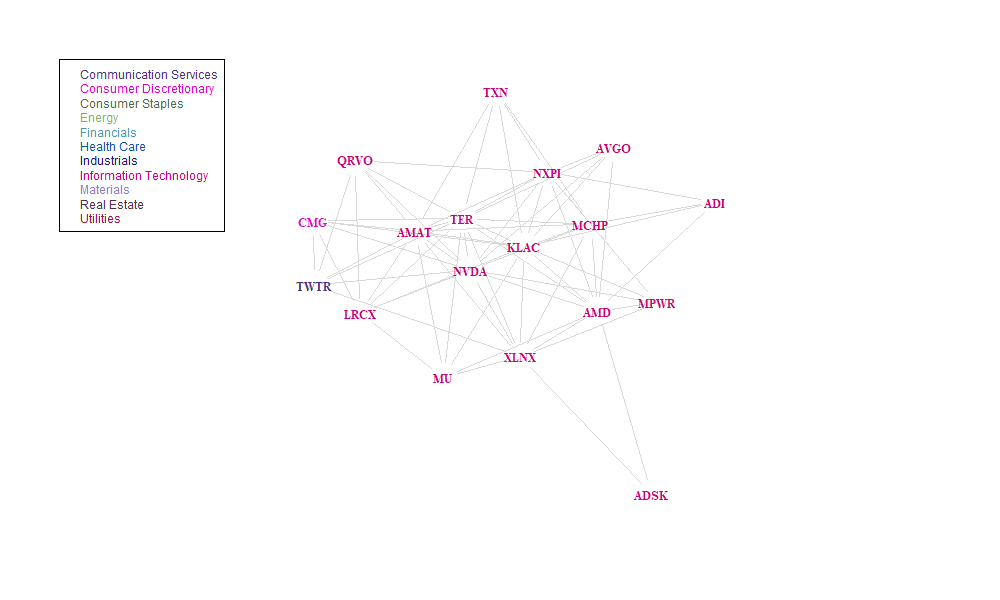 Communication Services
Consumer Discretionary
Consumer Staples
Energy
Financials
Health Care
Industrials
Information Technology
Materials
Real Estate
Utilities
TXN
AVGO
QRVO
NXPI
ADI
CMG
TER
MCHP
AMAT
KLAC
NVDA
TWTR
MPWR
LRCX
AMD
XLNX
MU
ADSK